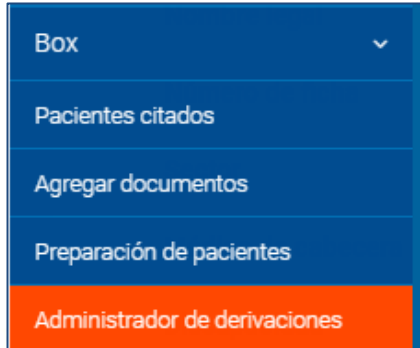 Box
Pacientes citados
Agregar documentos
Preparación de pacientes
Administrador de derivaciones